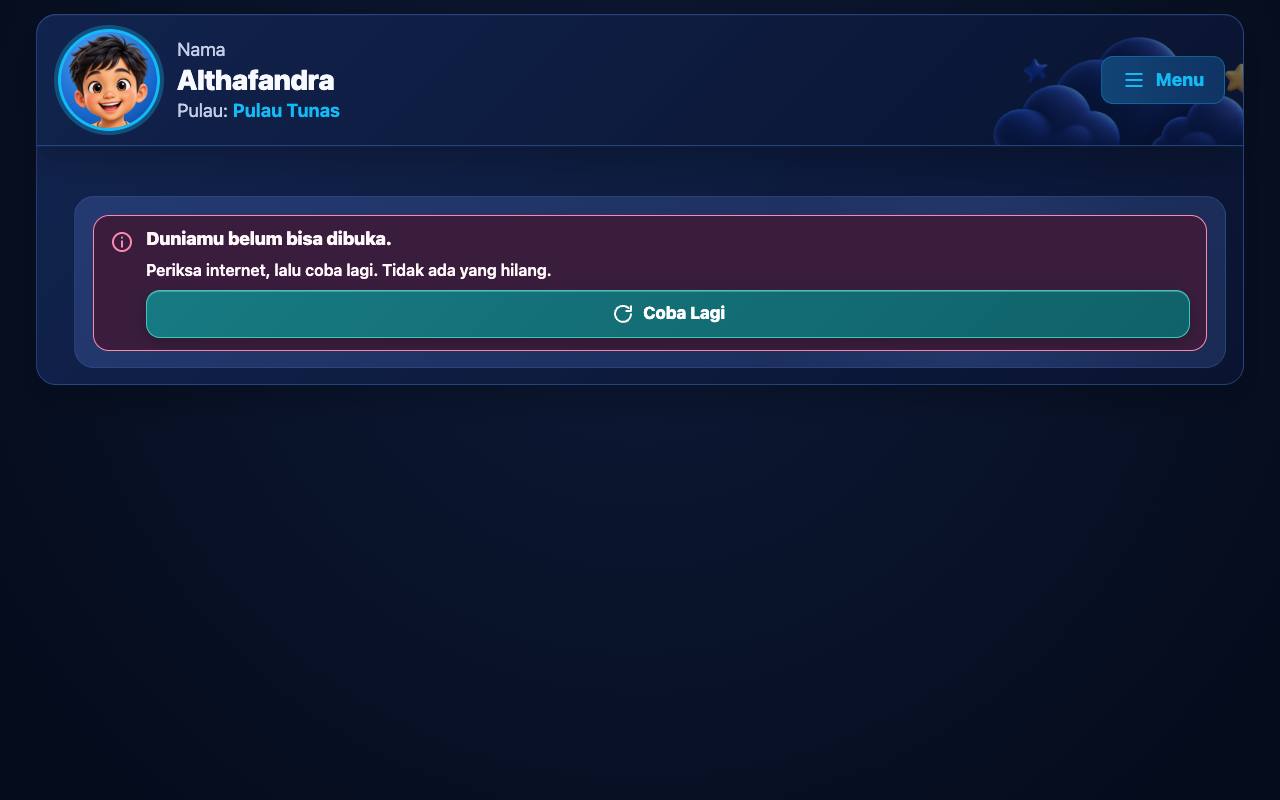 Nama
Althafandra
Pulau: Pulau Tunas
Menu
Duniamu belum bisa dibuka.
Periksa internet, lalu coba lagi. Tidak ada yang hilang.
Coba Lagi